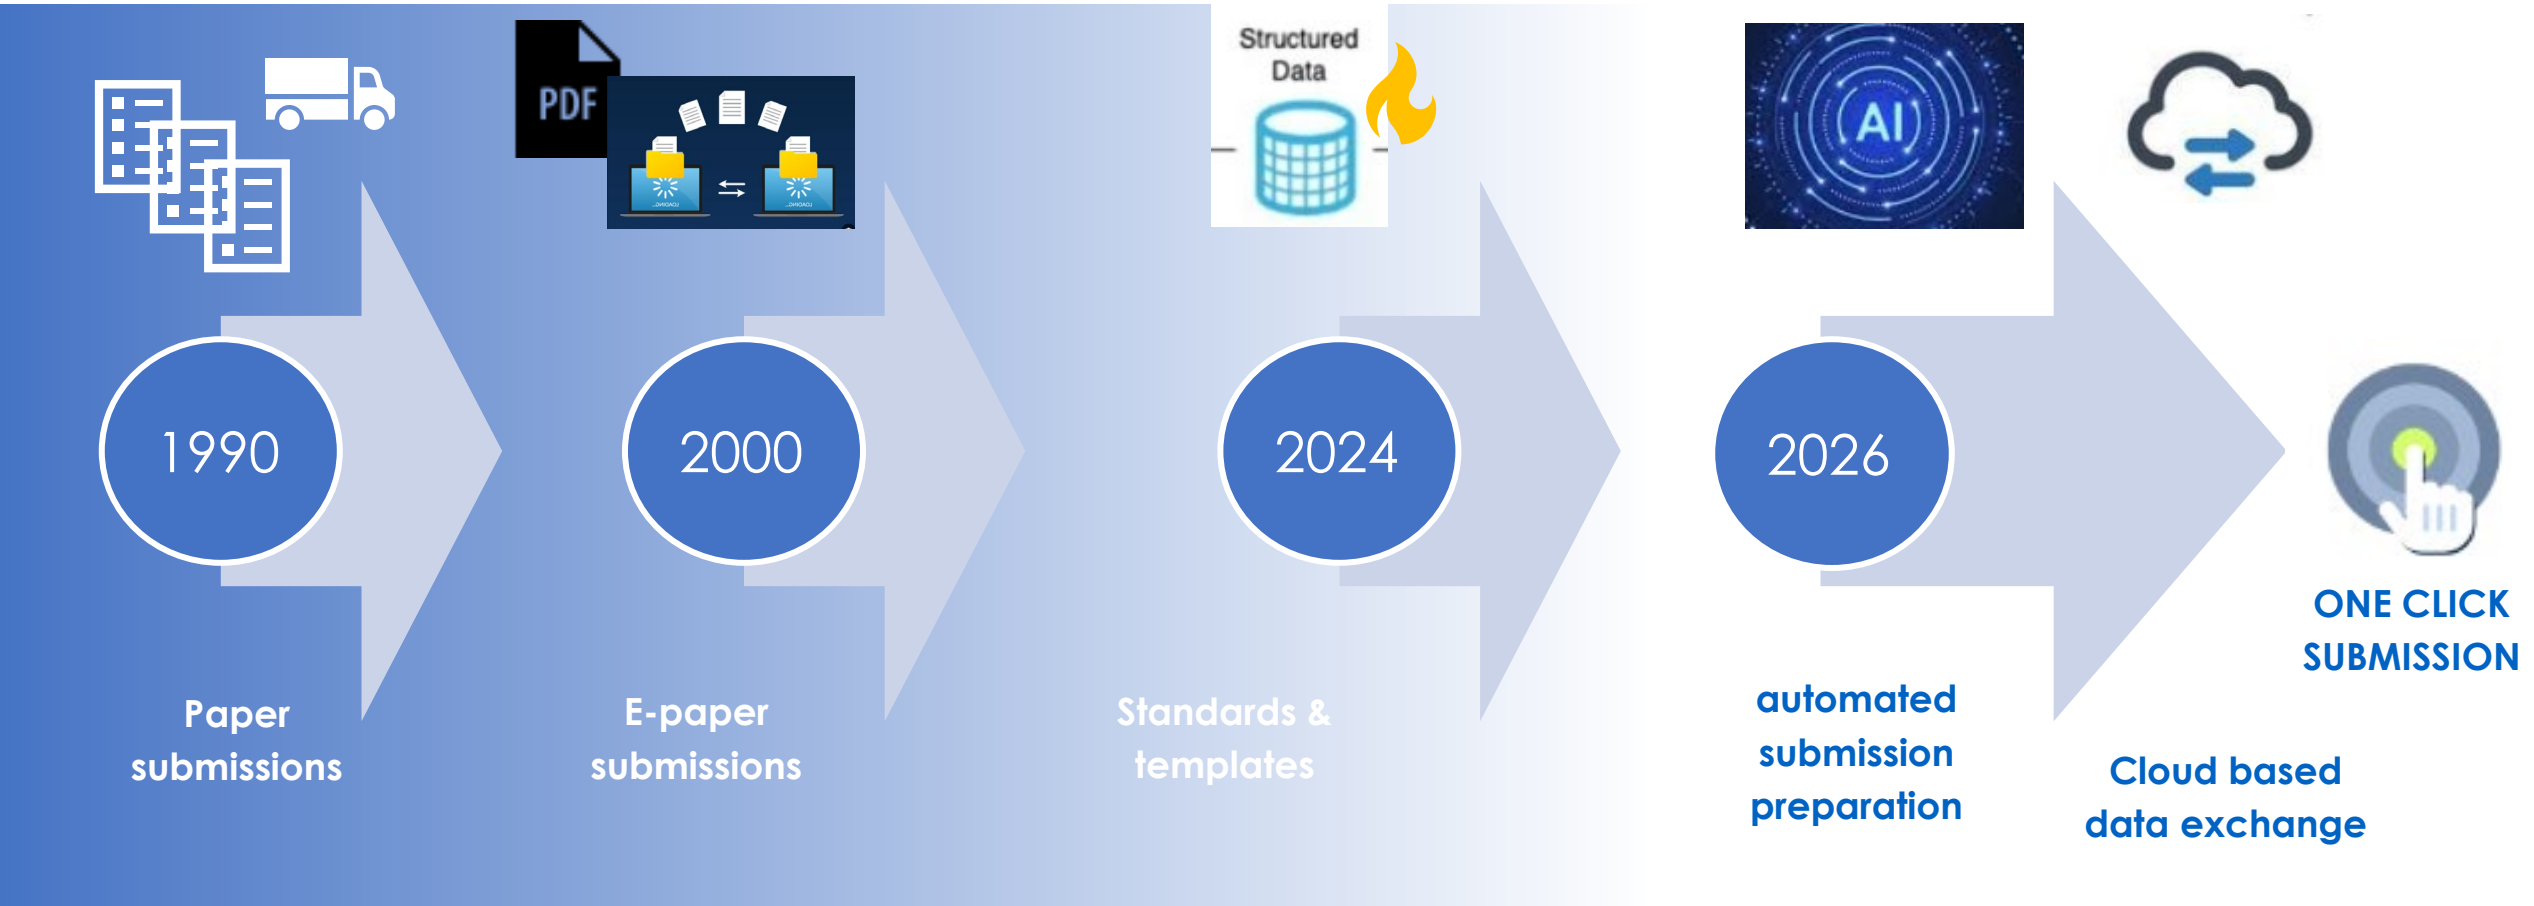 Structured
Data
PDF
AI
1990
2000
2024
2026
ONE CLICK
SUBMISSION
Paper
submissions
E-paper
submissions
Standards &
templates
automated
submission
preparation
Cloud based
data exchange